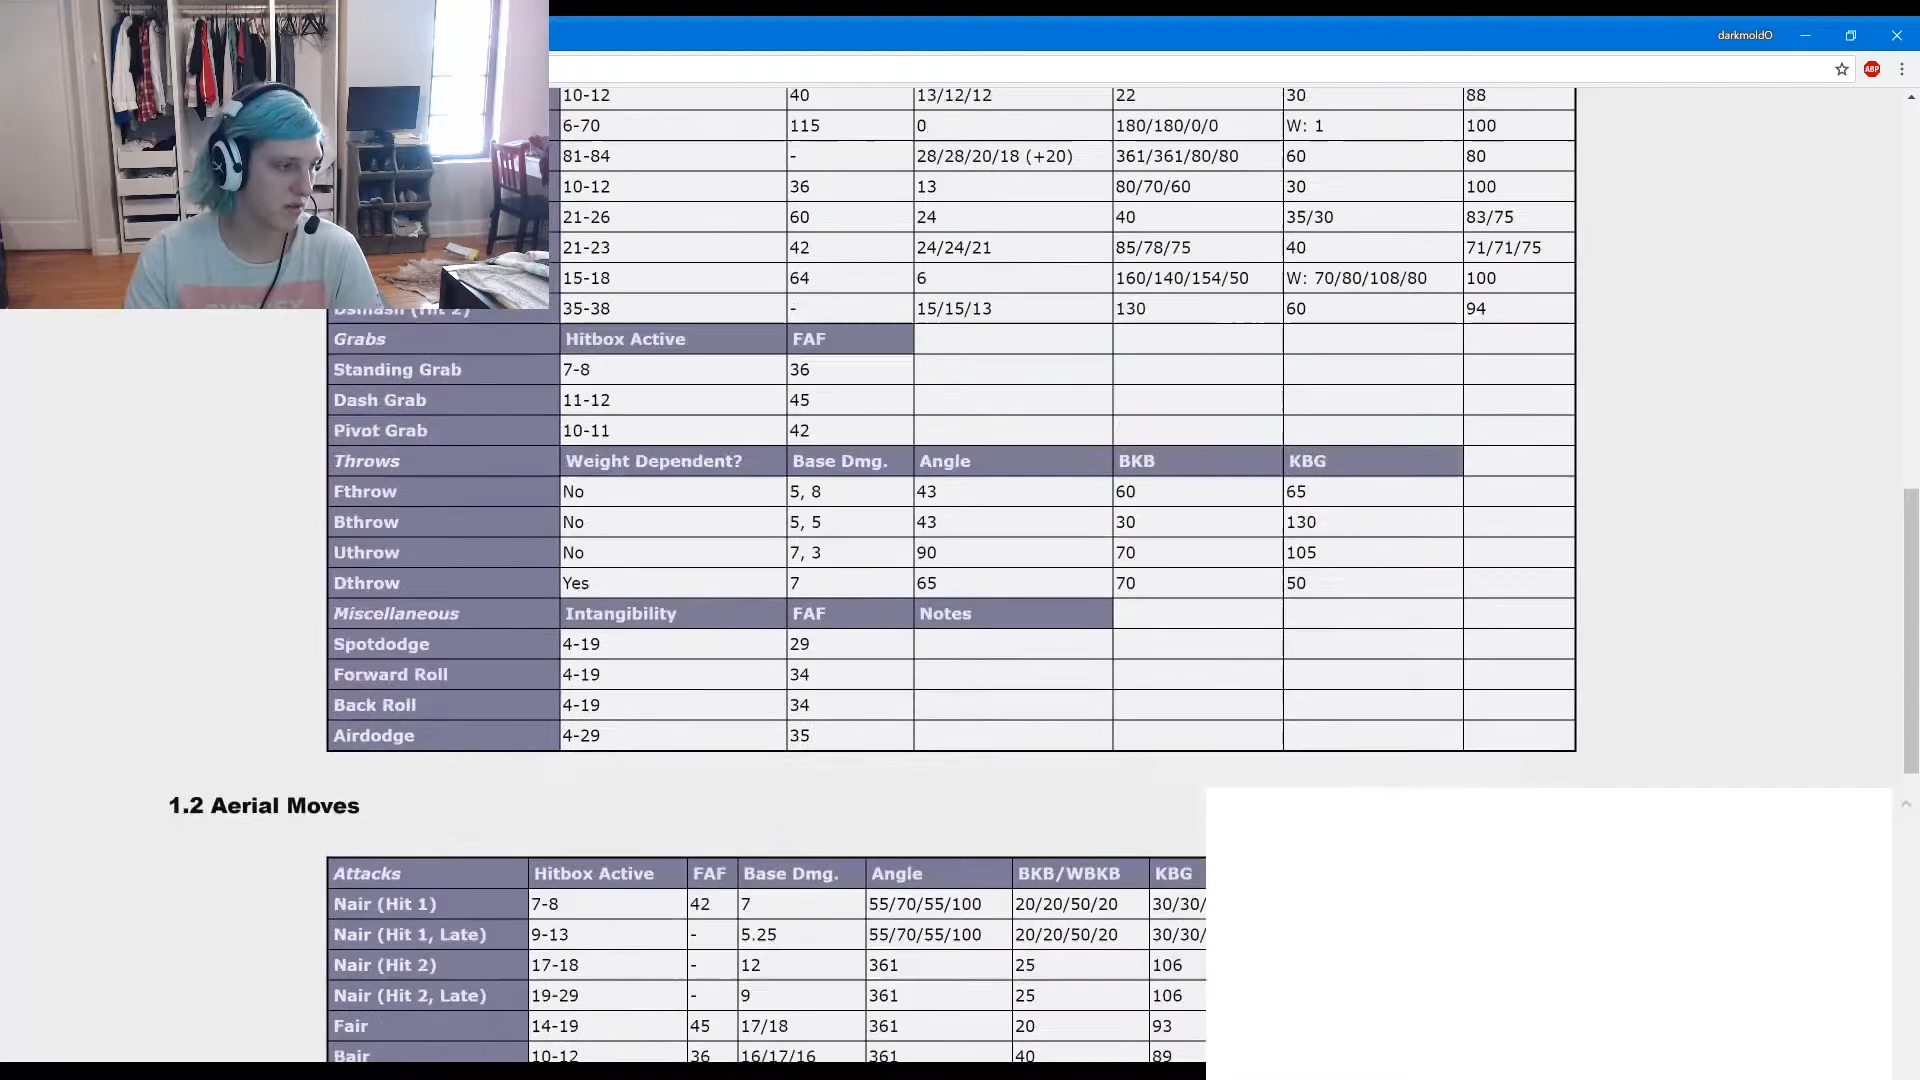 darkmoldO
ABP
10-12 40 13/12/12 22 30 88
6-70 115 0 180/180/0/0 W: 1 100
81-84 - 28/28/20/18 (+20) 361/361/80/80 60 80
10-12 36 13 80/70/60 30 100
21-26 60 24 40 35/30 83/75
21-23 42 24/24/21 85/78/75 40 71/71/75
15-18 64 6 160/140/154/50 W: 70/80/108/80 100
Dsmash (Hit 2) 35-38 - 15/15/13 130 60 94
Grabs Hitbox Active FAF
Standing Grab 7-8 36
Dash Grab 11-12 45
Pivot Grab 10-11 42
Throws Weight Dependent? Base Dmg. Angle BKB KBG
Fthrow No 5, 8 43 60 65
Bthrow No 5, 5 43 30 130
Uthrow No 7, 3 90 70 105
Dthrow Yes 7 65 70 50
Miscellaneous Intangibility FAF Notes
Spotdodge 4-19 29
Forward Roll 4-19 34
Back Roll 4-19 34
Airdodge 4-29 35
1.2 Aerial Moves
Attacks Hitbox Active FAF Base Dmg. Angle BKB/WBKB KBG
Nair (Hit 1) 7-8 42 7 55/70/55/100 20/20/50/20 30/30/
Nair (Hit 1, Late) 9-13 - 5.25 55/70/55/100 20/20/50/20 30/30/
Nair (Hit 2) 17-18 - 12 361 25 106
Nair (Hit 2, Late) 19-29 - 9 361 25 106
Fair 14-19 45 17/18 361 20 93
Bair 10-12 36 16/17/16 361 40 89